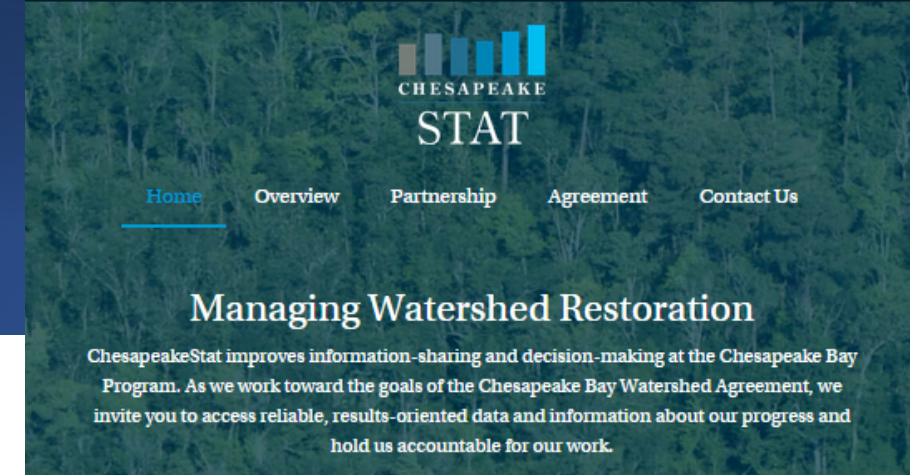 CHESAPEAKE
STAT
Home Overview Partnership Agreement Contact Us
Managing Watershed Restoration
ChesapeakeStat improves information-sharing and decision-making at the Chesapeake Bay
Program. As we work toward the goals of the Chesapeake Bay Watershed Agreement, we
invite you to access reliable, results-oriented data and information about our progress and
hold us accountable for our work.